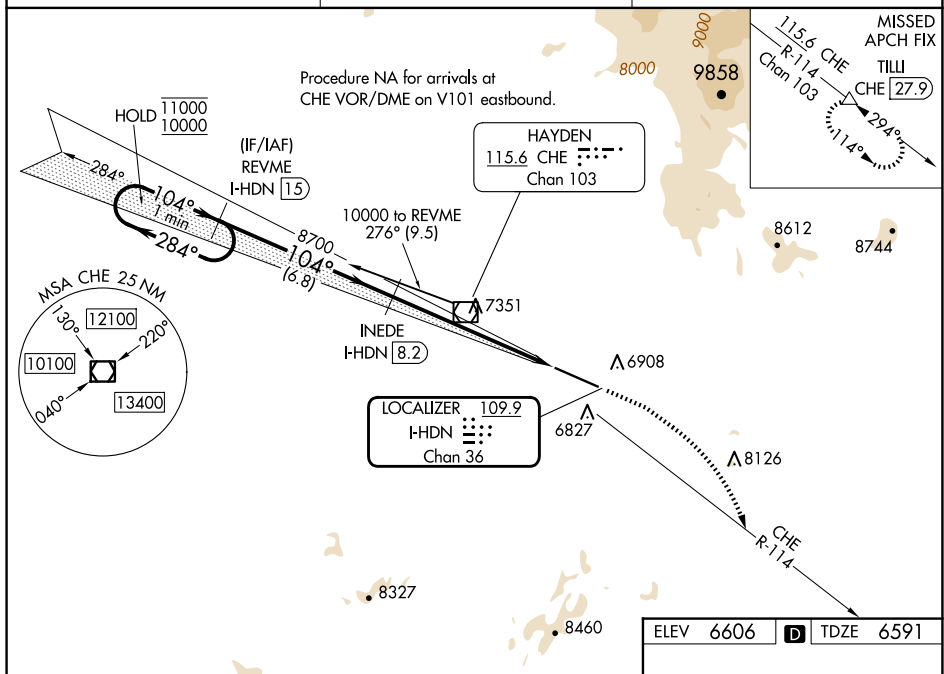 MISSED
APCH FIX
TILLI
CHE 27.9
115.6 CHE
R-114
Chan 103
294°
114°
9000
8000
9858
Procedure NA for arrivals at
CHE VOR/DME on V101 eastbound.
HOLD 11000
10000
(IF/IAF)
REVME
I-HDN 15
HAYDEN
115.6 CHE
Chan 103
284°
104°
1 min
284°
10000 to REVME
276° (9.5)
8700
104°
(6.8)
8612
8744
7351
INEDE
I-HDN 8.2
MSA CHE 25 NM
130°
12100
220°
10100
13400
040°
6908
LOCALIZER 109.9
I-HDN
Chan 36
6827
8126
CHE
R-114
8327
8460
ELEV 6606 D TDZE 6591